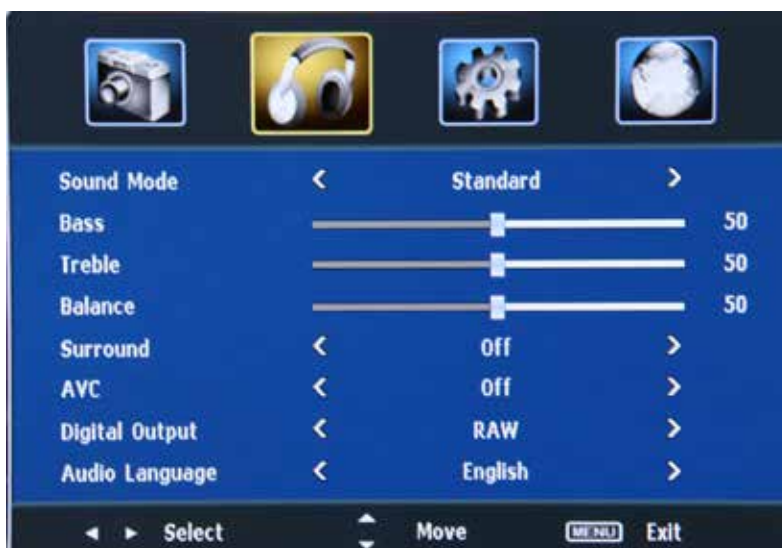 Sound Mode Standard
Bass 50
Treble 50
Balance 50
Surround Off
AVC Off
Digital Output RAW
Audio Language English
Select Move MENU Exit